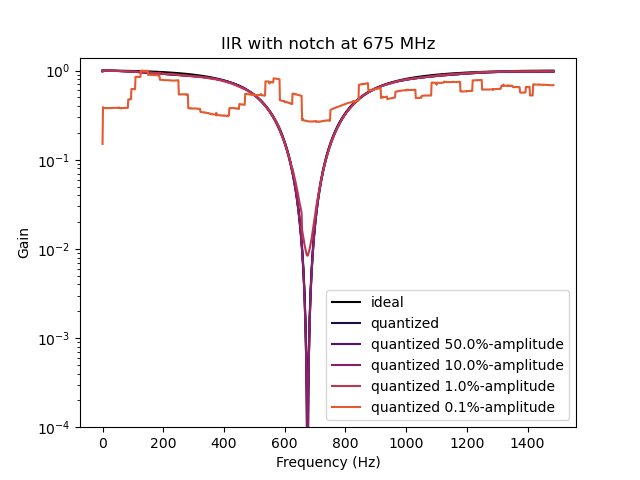 IIR with notch at 675 MHz
10⁰
10⁻¹
10⁻²
10⁻³
10⁻⁴
Gain
0
200
400
600
800
1000
1200
1400
Frequency (Hz)
ideal
quantized
quantized 50.0%-amplitude
quantized 10.0%-amplitude
quantized 1.0%-amplitude
quantized 0.1%-amplitude